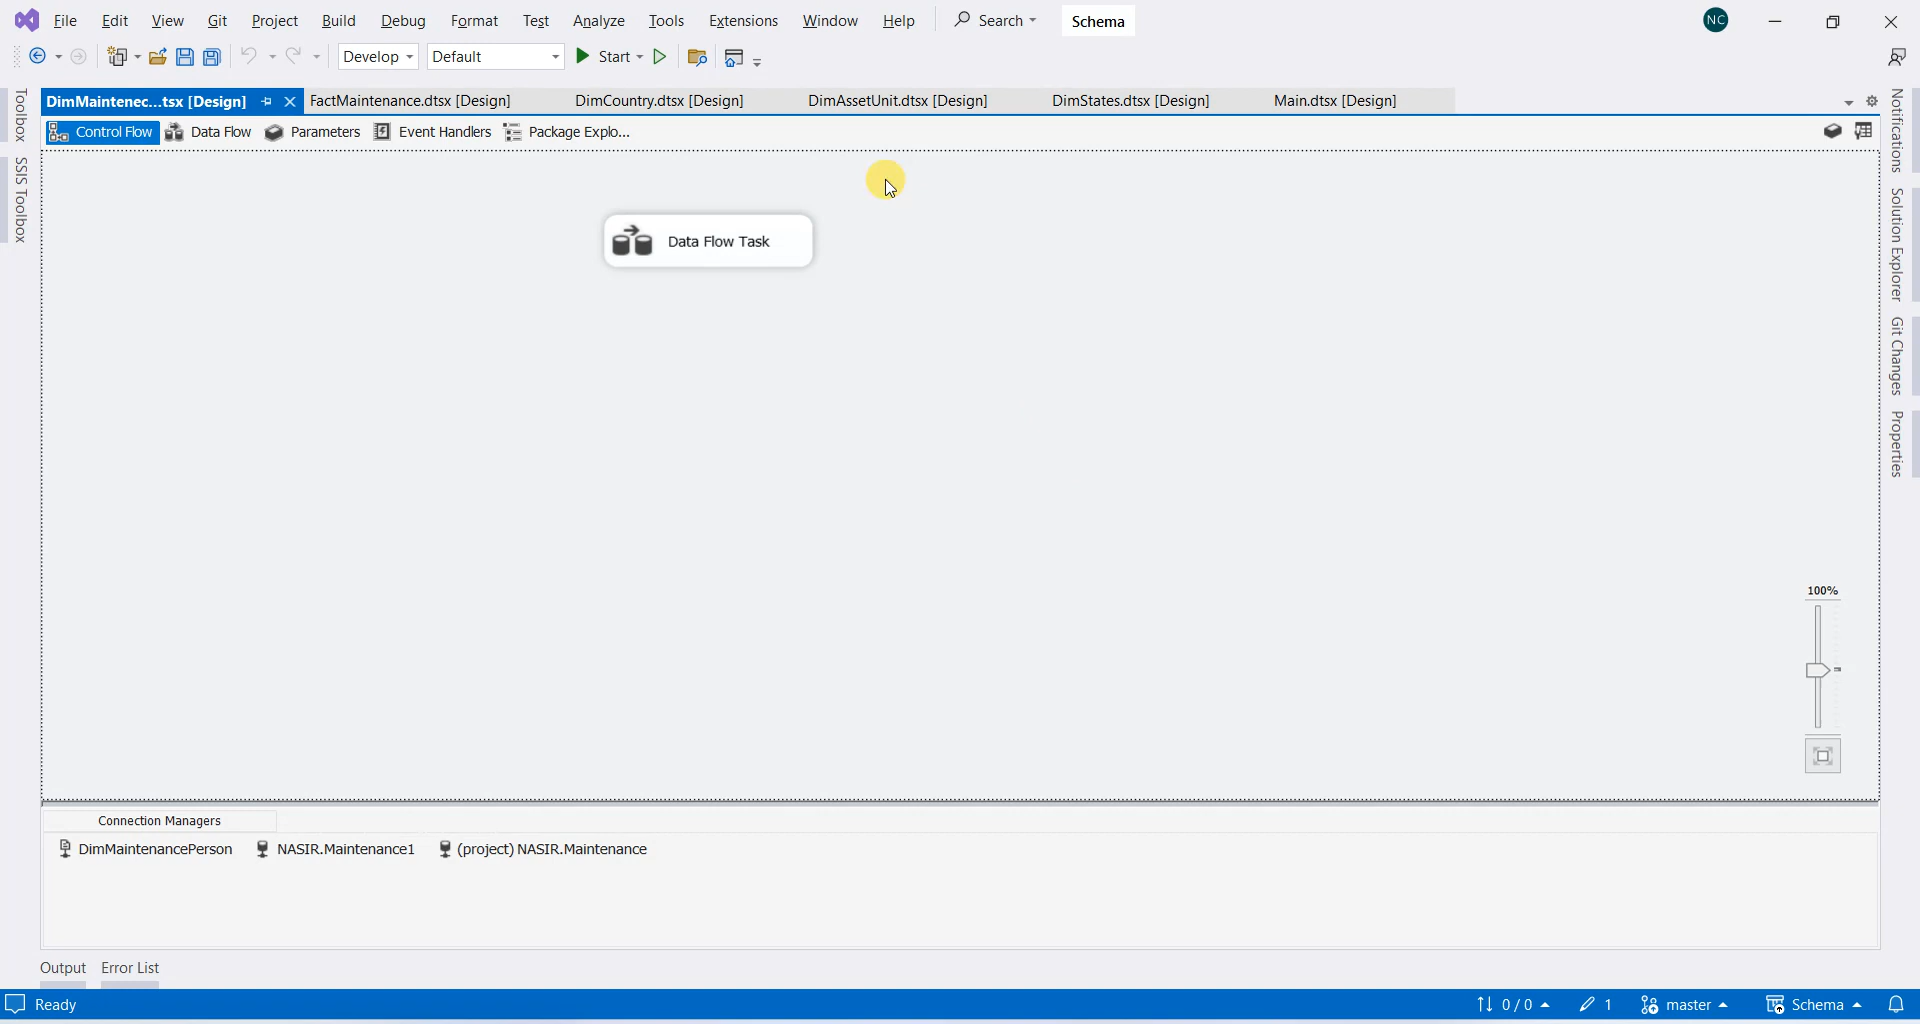 File Edit View Git Project Build Debug Format Test Analyze Tools Extensions Window Help Search Schema NC
Develop Default Start
DimMaintenec...tsx [Design] FactMaintenance.dtsx [Design] DimCountry.dtsx [Design] DimAssetUnit.dtsx [Design] DimStates.dtsx [Design] Main.dtsx [Design]
Control Flow Data Flow Parameters Event Handlers Package Explo...
Toolbox
SSIS Toolbox
Data Flow Task
Notifications
Solution Explorer
Git Changes
Properties
100%
Connection Managers
DimMaintenancePerson NASIR.Maintenance1 (project) NASIR.Maintenance
Output Error List
Ready 0 / 0 1 master Schema